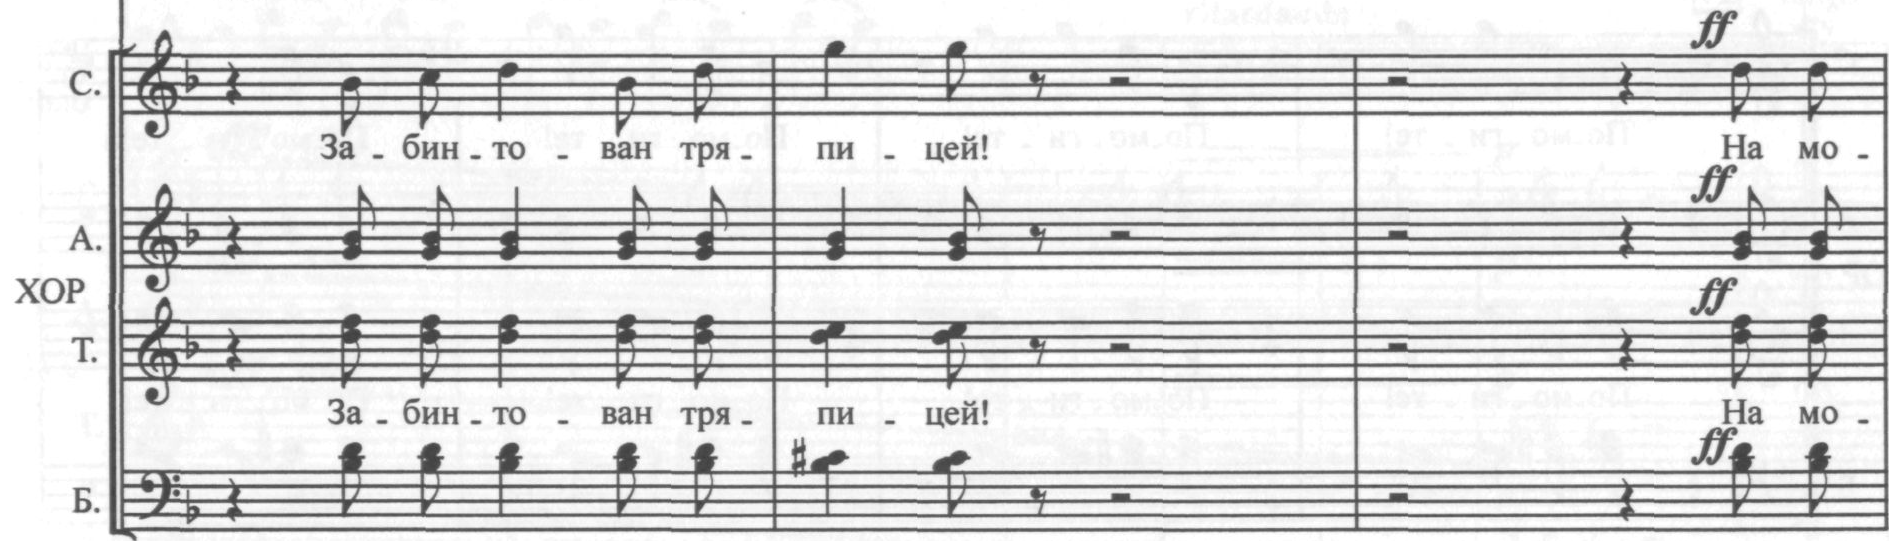 ff
С.
За - бин - то - ван тря - пи - цей! На мо -
ff
А.
ХОР
ff
Т.
За - бин - то - ван тря - пи - цей! На мо -
ff
Б.